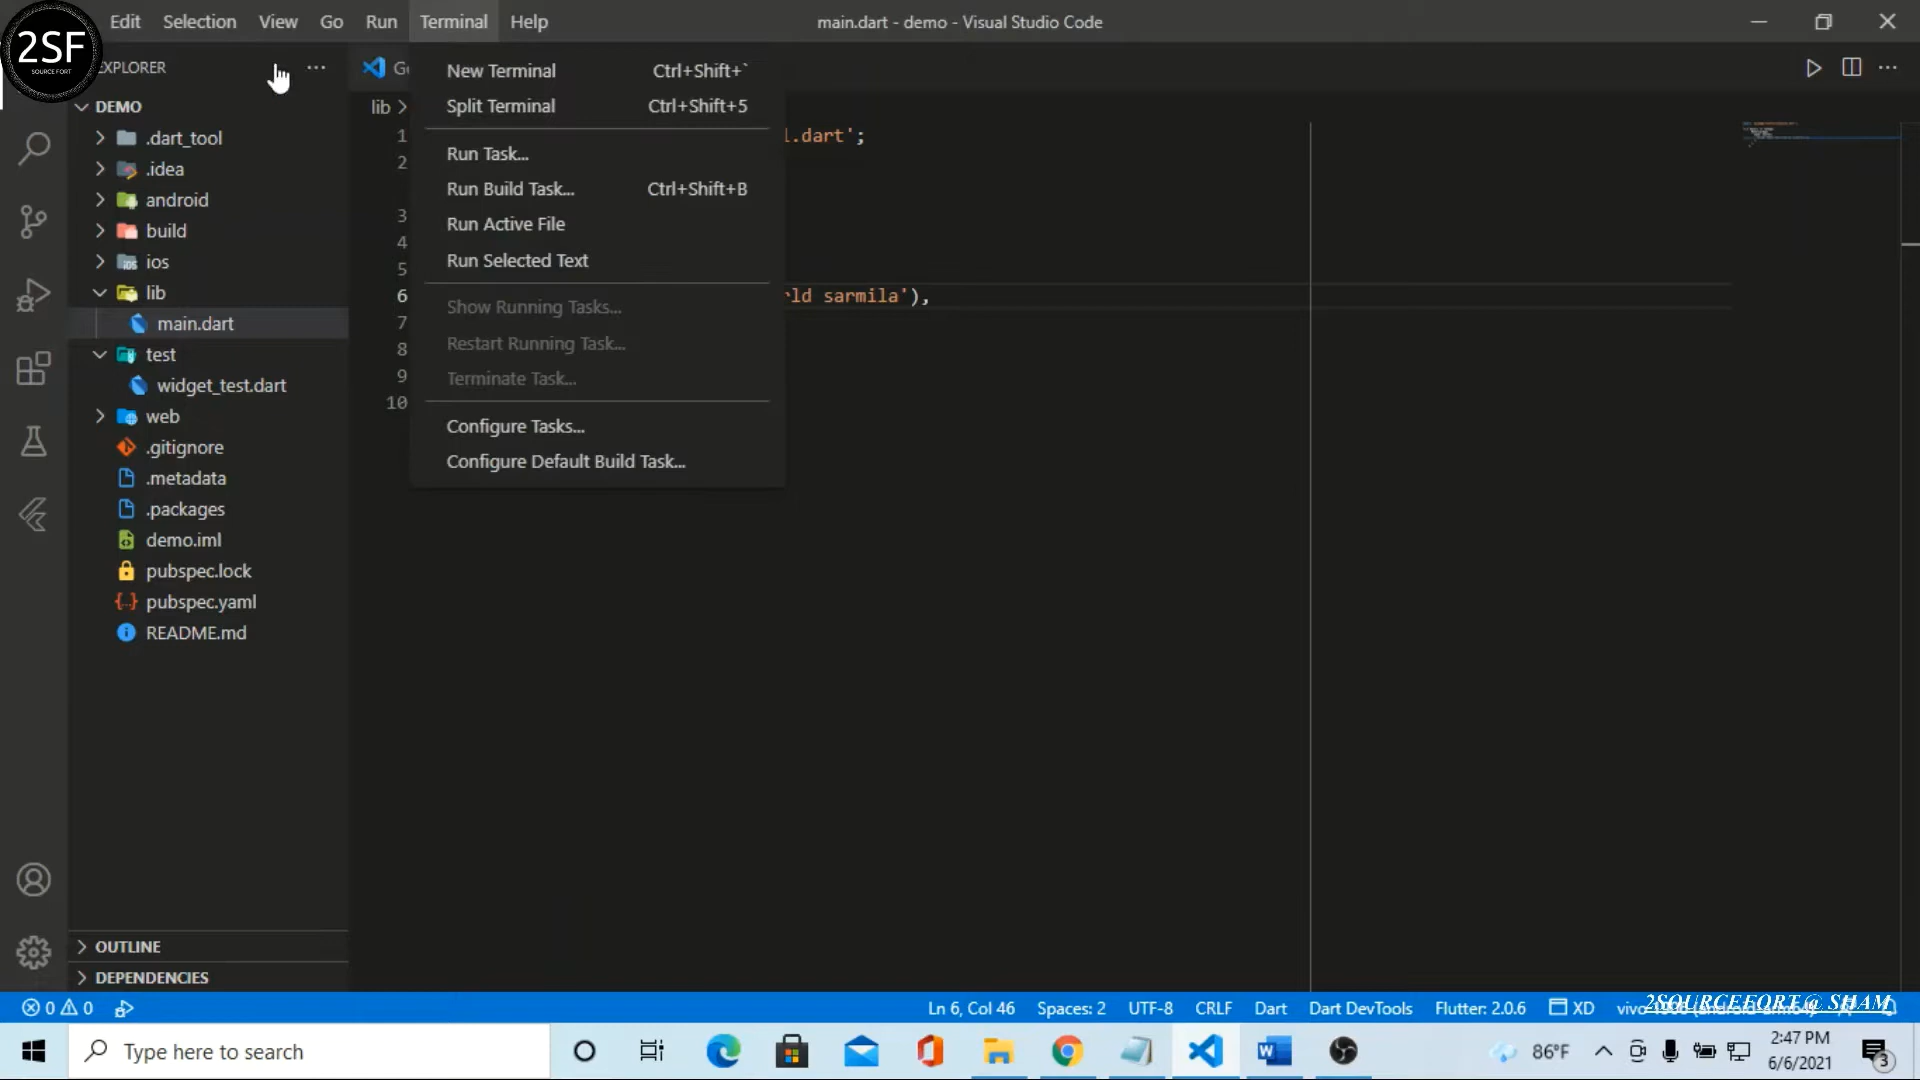 2SF
SOURCE FORT
Edit Selection View Go Run Terminal Help
main.dart - demo - Visual Studio Code
EXPLORER
DEMO
.dart_tool
.idea
android
build
ios
lib
main.dart
test
widget_test.dart
web
.gitignore
.metadata
.packages
demo.iml
pubspec.lock
pubspec.yaml
README.md
OUTLINE
DEPENDENCIES
New Terminal Ctrl+Shift+`
Split Terminal Ctrl+Shift+5
Run Task...
Run Build Task... Ctrl+Shift+B
Run Active File
Run Selected Text
Show Running Tasks...
Restart Running Task...
Terminate Task...
Configure Tasks...
Configure Default Build Task...
lib
1 l.dart';
2
3
4
5
6 rld sarmila'),
7
8
9
10
0 0 Ln 6, Col 46 Spaces: 2 UTF-8 CRLF Dart Dart DevTools Flutter: 2.0.6 XD
2SOURCEFORT@ SHAM
Type here to search
86°F
2:47 PM
6/6/2021
3